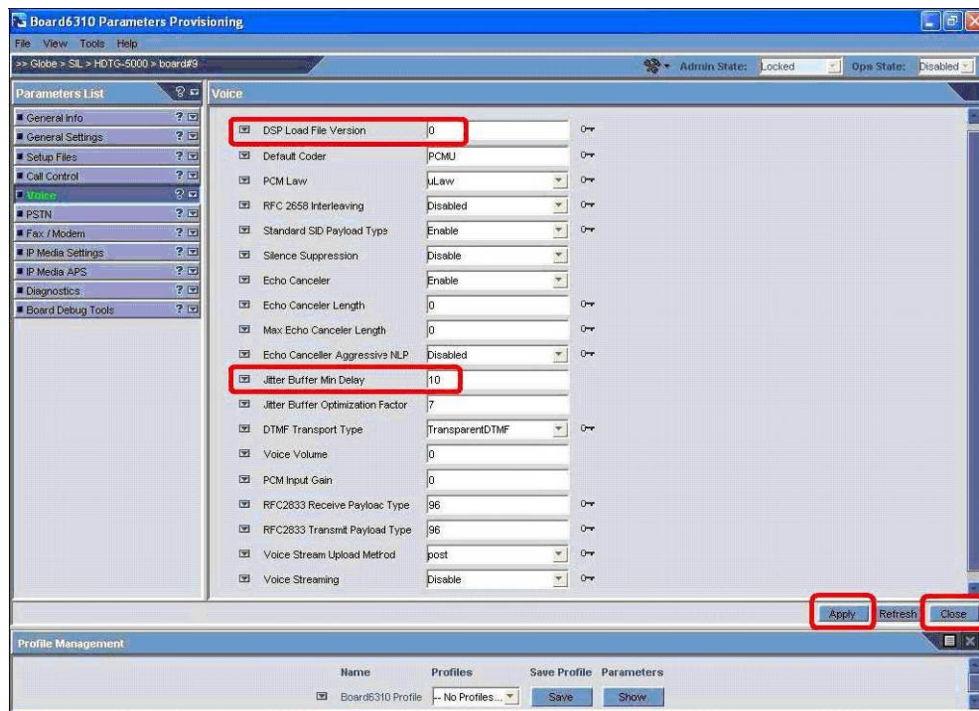 Board6310 Parameters Provisioning
File View Tools Help
>> Globe > SIL > HDTG-5000 > board#9 Admin State: Locked Ops State: Disabled
Parameters List ?
General Info ?
General Settings ?
Setup Files ?
Call Control ?
Voice ?
PSTN ?
Fax / Modem ?
IP Media Settings ?
IP Media APS ?
Diagnostics ?
Board Debug Tools ?
Voice
DSP Load File Version 0
Default Coder PCMU
PCM Law uLaw
RFC 2658 Interleaving Disabled
Standard SID Payload Type Enable
Silence Suppression Disable
Echo Canceler Enable
Echo Canceler Length 0
Max Echo Canceler Length 0
Echo Canceller Aggressive NLP Disabled
Jitter Buffer Min Delay 10
Jitter Buffer Optimization Factor 7
DTMF Transport Type TransparentDTMF
Voice Volume 0
PCM Input Gain 0
RFC2833 Receive Payload Type 96
RFC2833 Transmit Payload Type 96
Voice Stream Upload Method post
Voice Streaming Disable
Apply Refresh Close
Profile Management
Name Profiles Save Profile Parameters
Board6310 Profile -- No Profiles... Save Show